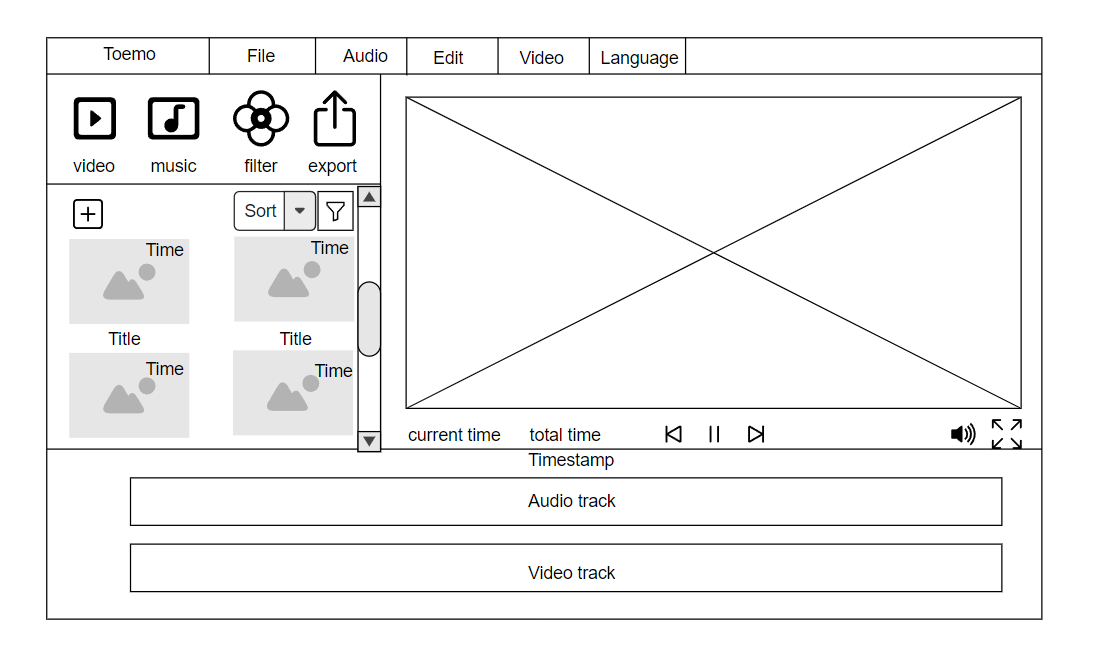 Toemo File Audio Edit Video Language
video music filter export
Sort
Time Time
Title Title
Time Time
current time total time
Timestamp
Audio track
Video track